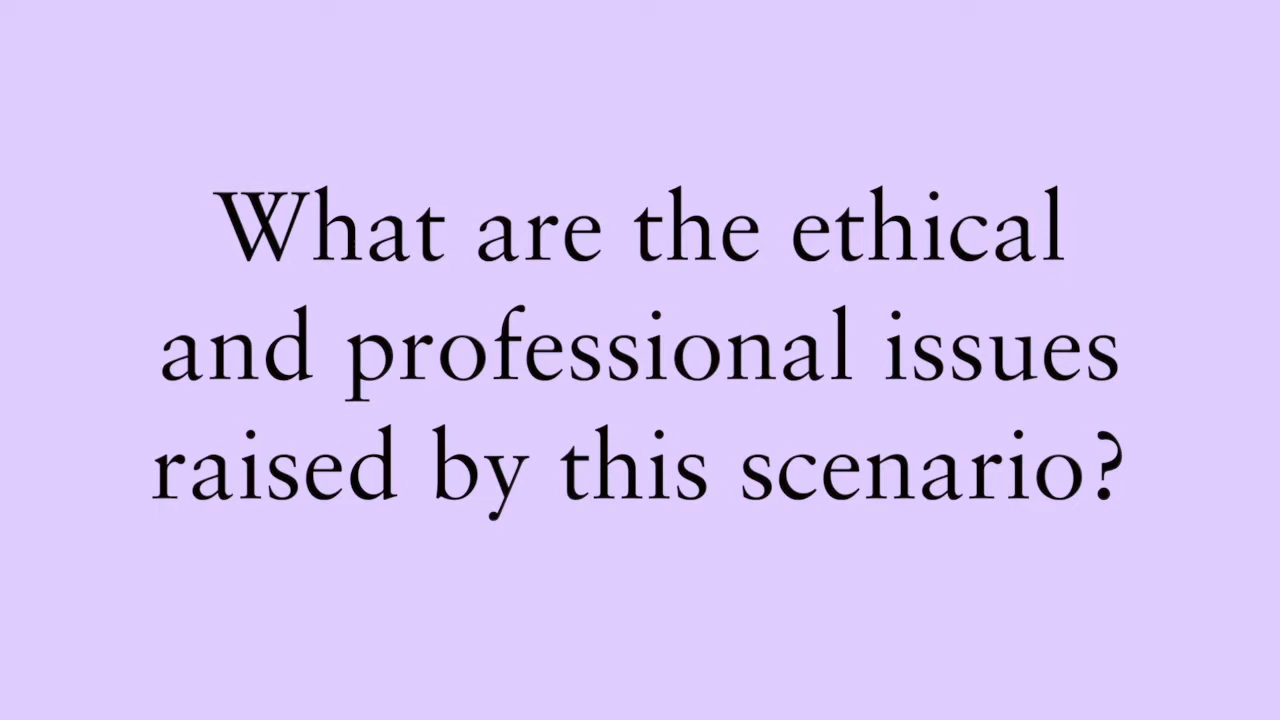 What are the ethical
and professional issues
raised by this scenario?